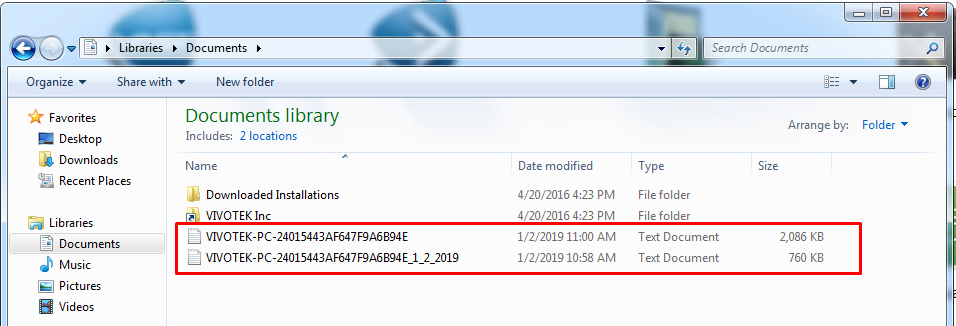 Libraries Documents
Search Documents
Organize Share with New folder
Documents library
Includes: 2 locations
Arrange by: Folder
Name Date modified Type Size
Downloaded Installations 4/20/2016 4:23 PM File folder
VIVOTEK Inc 4/20/2016 4:23 PM File folder
VIVOTEK-PC-24015443AF647F9A6B94E 1/2/2019 11:00 AM Text Document 2,086 KB
VIVOTEK-PC-24015443AF647F9A6B94E_1_2_2019 1/2/2019 10:58 AM Text Document 760 KB
Favorites
Desktop
Downloads
Recent Places
Libraries
Documents
Music
Pictures
Videos